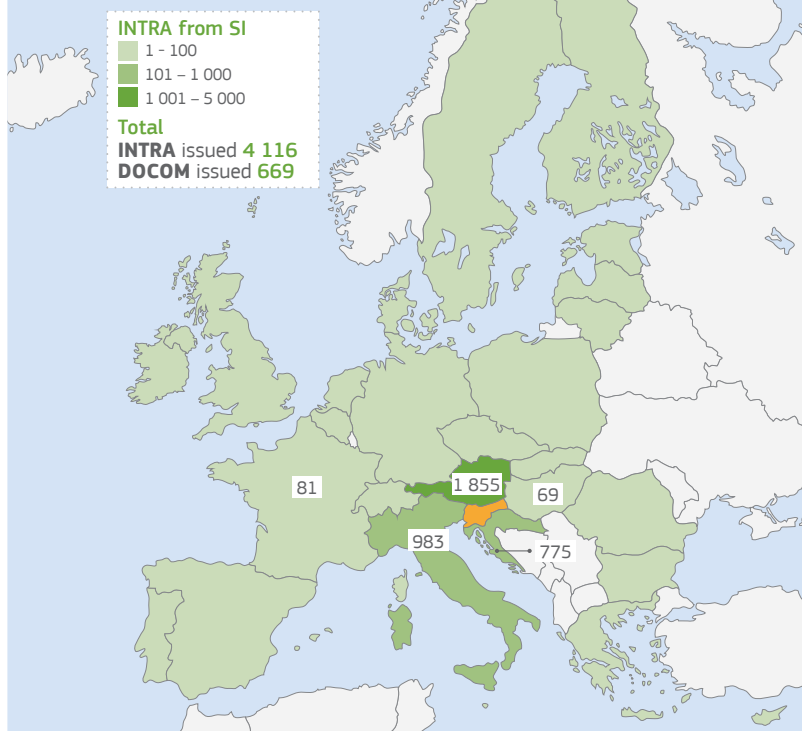 INTRA from SI
1 - 100
101 – 1 000
1 001 – 5 000
Total
INTRA issued 4 116
DOCOM issued 669
81
1 855
69
983
775